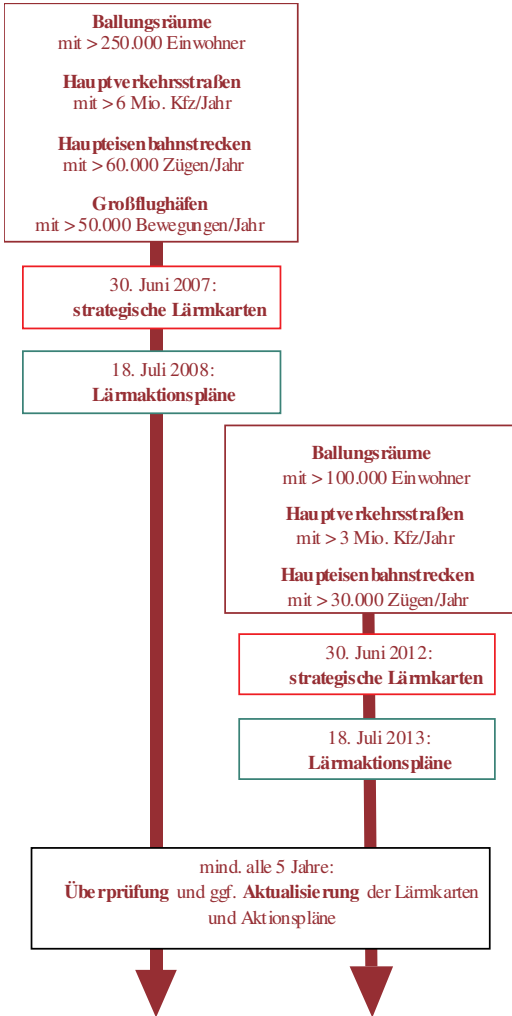 Ballungsräume
mit > 250.000 Einwohner
Hauptverkehrsstraßen
mit > 6 Mio. Kfz/Jahr
Haupteisenbahnstrecken
mit > 60.000 Zügen/Jahr
Großflughäfen
mit > 50.000 Bewegungen/Jahr
30. Juni 2007:
strategische Lärmkarten
18. Juli 2008:
Lärmaktionspläne
Ballungsräume
mit > 100.000 Einwohner
Hauptverkehrsstraßen
mit > 3 Mio. Kfz/Jahr
Haupteisenbahnstrecken
mit > 30.000 Zügen/Jahr
30. Juni 2012:
strategische Lärmkarten
18. Juli 2013:
Lärmaktionspläne
mind. alle 5 Jahre:
Überprüfung und ggf. Aktualisierung der Lärmkarten
und Aktionspläne